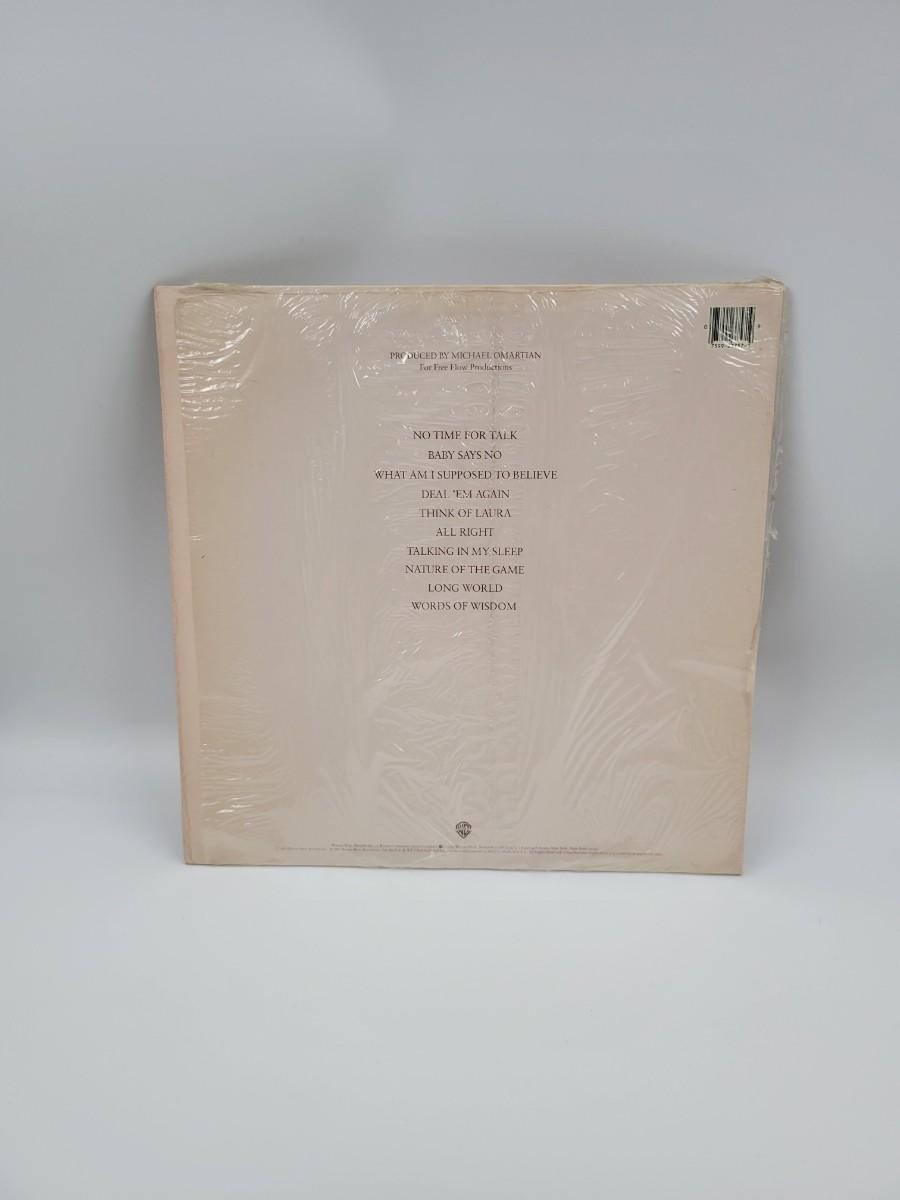 PRODUCED BY MICHAEL OMARTIAN
For Free Flow Productions
NO TIME FOR TALK
BABY SAYS NO
WHAT AM I SUPPOSED TO BELIEVE
DEAL 'EM AGAIN
THINK OF LAURA
ALL RIGHT
TALKING IN MY SLEEP
NATURE OF THE GAME
LONG WORLD
WORDS OF WISDOM